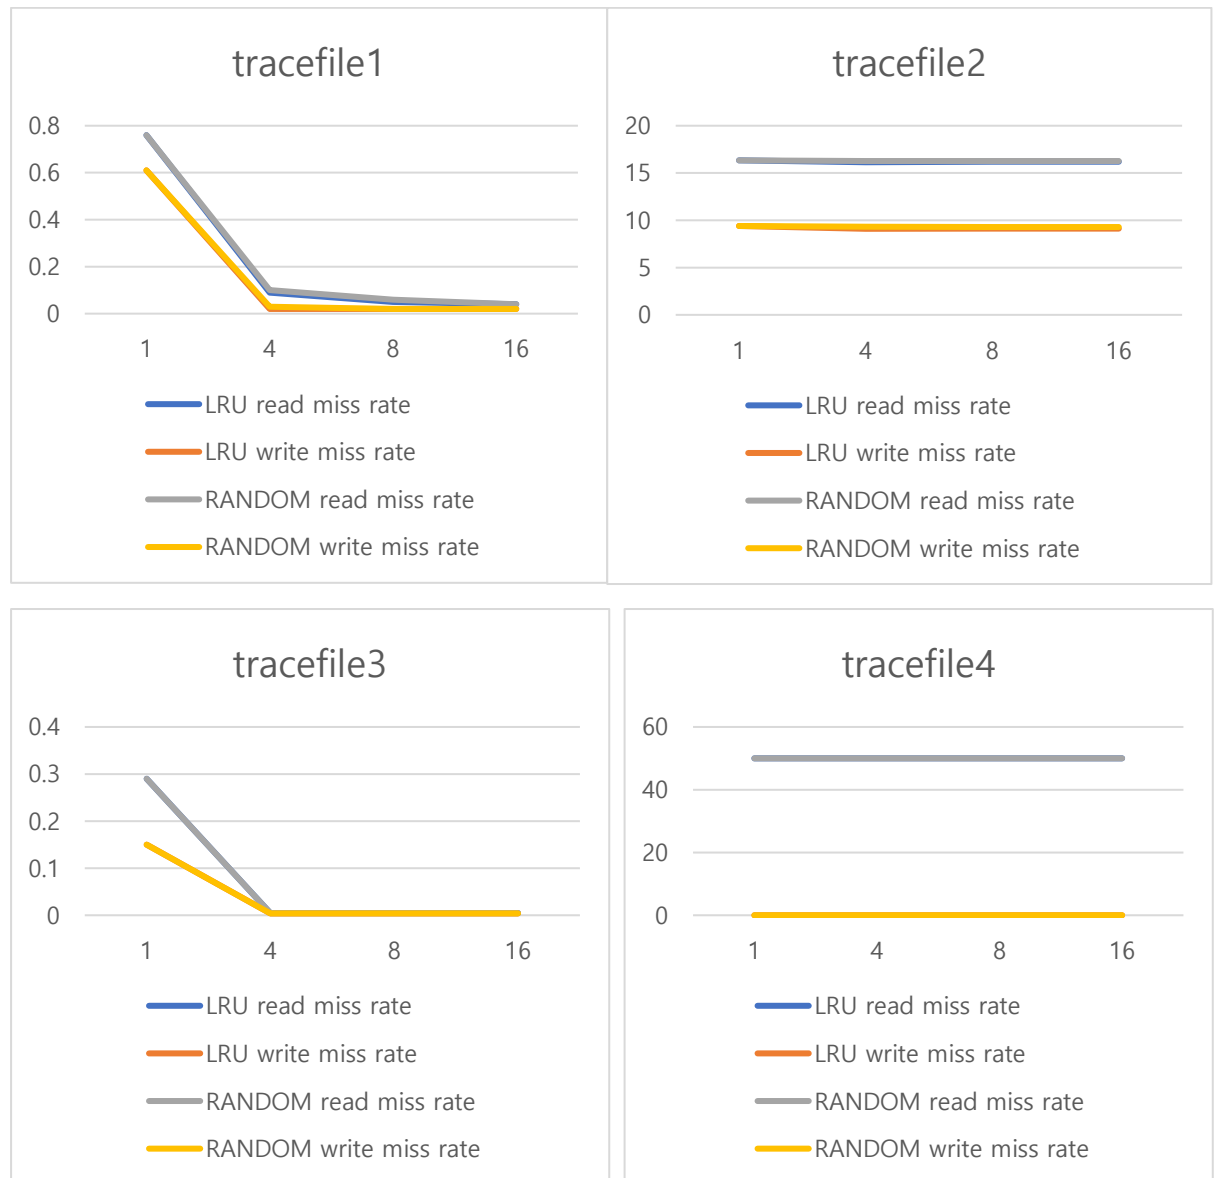 tracefile1
0.8
0.6
0.4
0.2
0
1 4 8 16
LRU read miss rate
LRU write miss rate
RANDOM read miss rate
RANDOM write miss rate
tracefile2
20
15
10
5
0
1 4 8 16
LRU read miss rate
LRU write miss rate
RANDOM read miss rate
RANDOM write miss rate
tracefile3
0.4
0.3
0.2
0.1
0
1 4 8 16
LRU read miss rate
LRU write miss rate
RANDOM read miss rate
RANDOM write miss rate
tracefile4
60
40
20
0
1 4 8 16
LRU read miss rate
LRU write miss rate
RANDOM read miss rate
RANDOM write miss rate